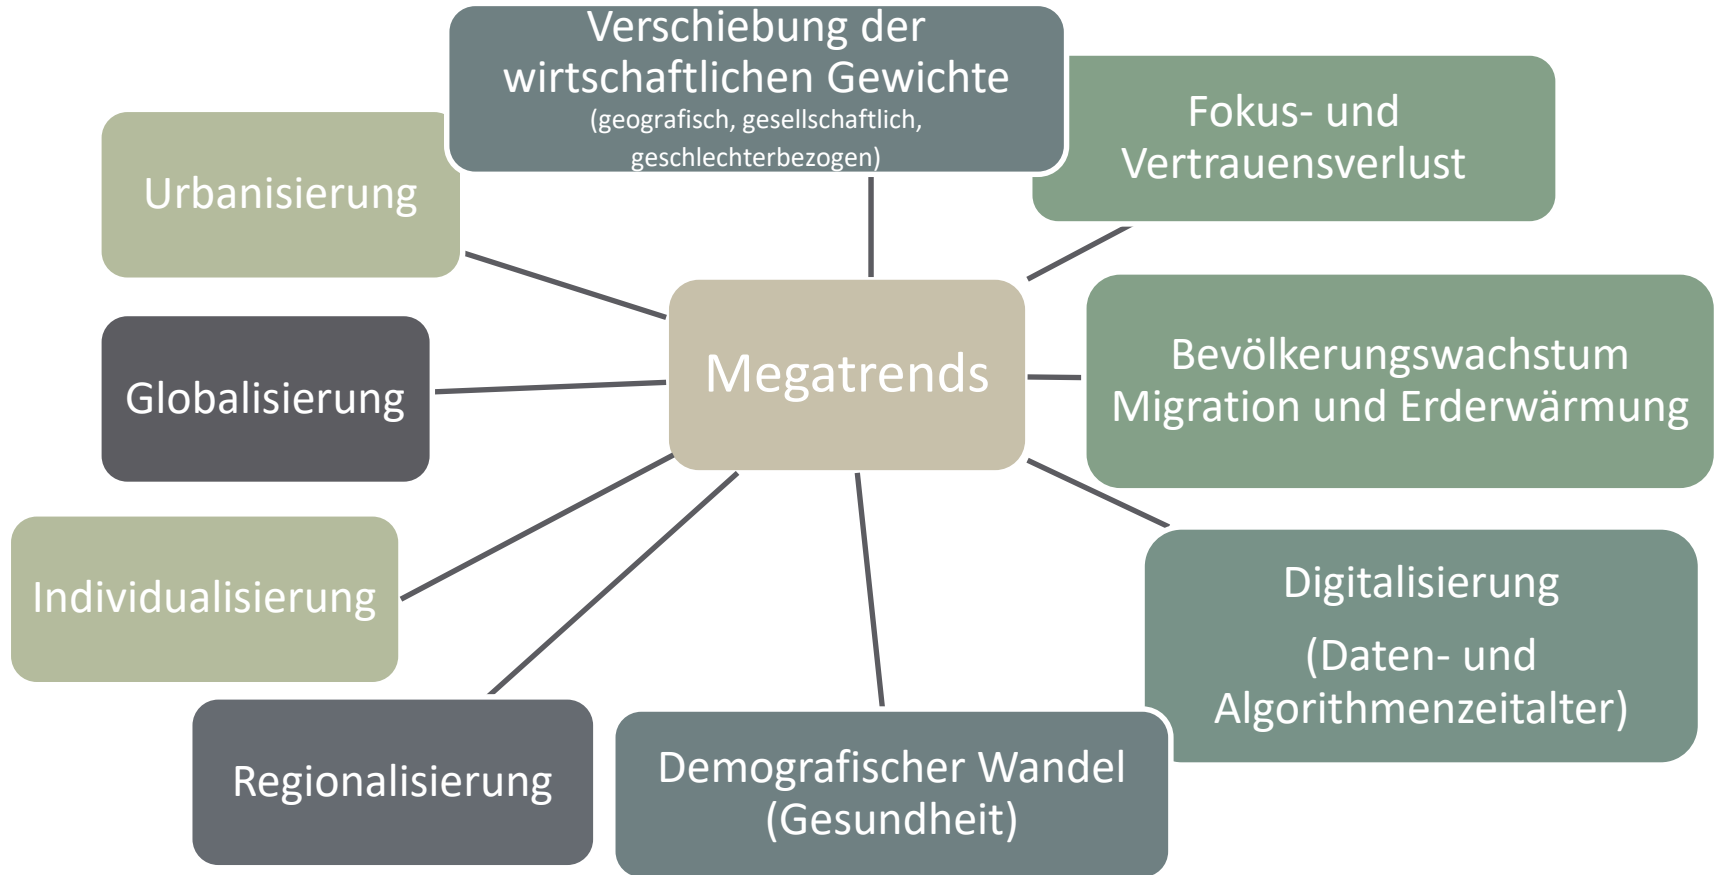 Verschiebung der
wirtschaftlichen Gewichte
(geografisch, gesellschaftlich,
geschlechterbezogen)
Fokus- und
Vertrauensverlust
Urbanisierung
Megatrends
Bevölkerungswachstum
Migration und Erderwärmung
Globalisierung
Individualisierung
Digitalisierung
(Daten- und
Algorithmenzeitalter)
Regionalisierung
Demografischer Wandel
(Gesundheit)